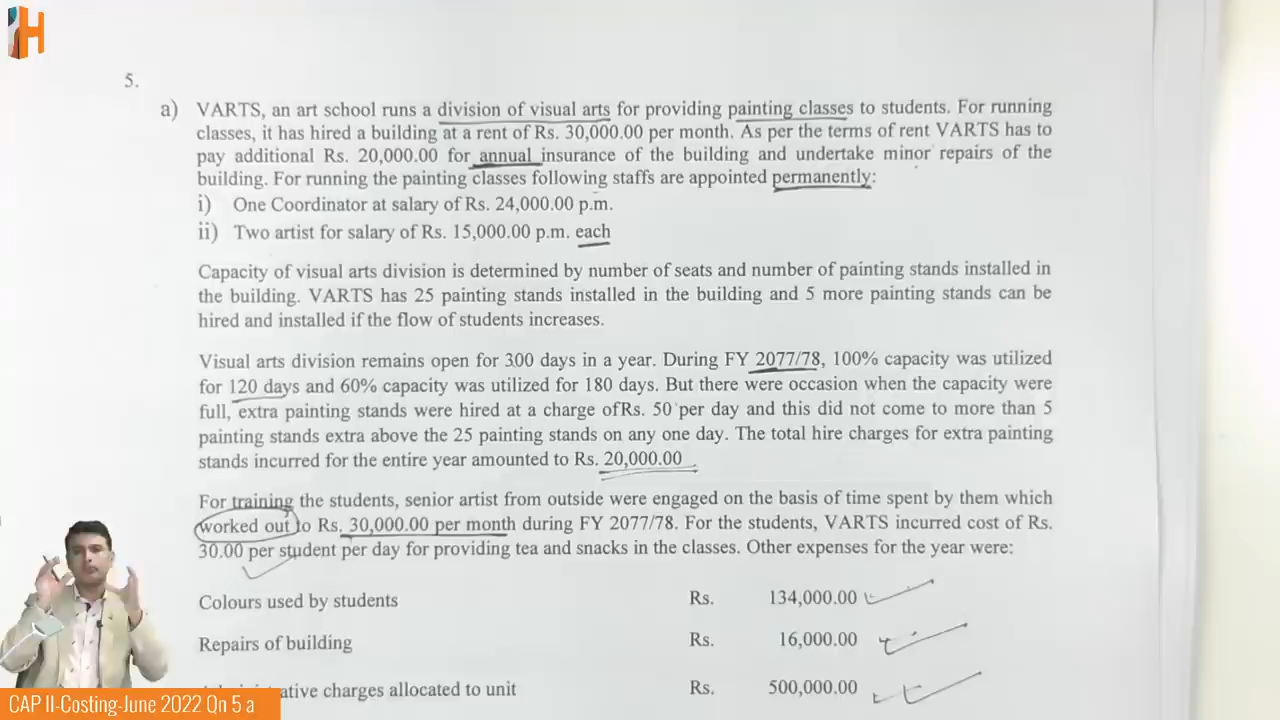 H
5.
a) VARTS, an art school runs a division of visual arts for providing painting classes to students. For running
classes, it has hired a building at a rent of Rs. 30,000.00 per month. As per the terms of rent VARTS has to
pay additional Rs. 20,000.00 for annual insurance of the building and undertake minor repairs of the
building. For running the painting classes following staffs are appointed permanently:
i) One Coordinator at salary of Rs. 24,000.00 p.m.
ii) Two artist for salary of Rs. 15,000.00 p.m. each
Capacity of visual arts division is determined by number of seats and number of painting stands installed in
the building. VARTS has 25 painting stands installed in the building and 5 more painting stands can be
hired and installed if the flow of students increases.
Visual arts division remains open for 300 days in a year. During FY 2077/78, 100% capacity was utilized
for 120 days and 60% capacity was utilized for 180 days. But there were occasion when the capacity were
full, extra painting stands were hired at a charge ofRs. 50 per day and this did not come to more than 5
painting stands extra above the 25 painting stands on any one day. The total hire charges for extra painting
stands incurred for the entire year amounted to Rs. 20,000.00
For training the students, senior artist from outside were engaged on the basis of time spent by them which
worked out to Rs. 30,000.00 per month during FY 2077/78. For the students, VARTS incurred cost of Rs.
30.00 per student per day for providing tea and snacks in the classes. Other expenses for the year were:
Colours used by students Rs. 134,000.00
Repairs of building Rs. 16,000.00
charges allocated to unit Rs. 500,000.00
CAP II-Costing-June 2022 Qn 5 a